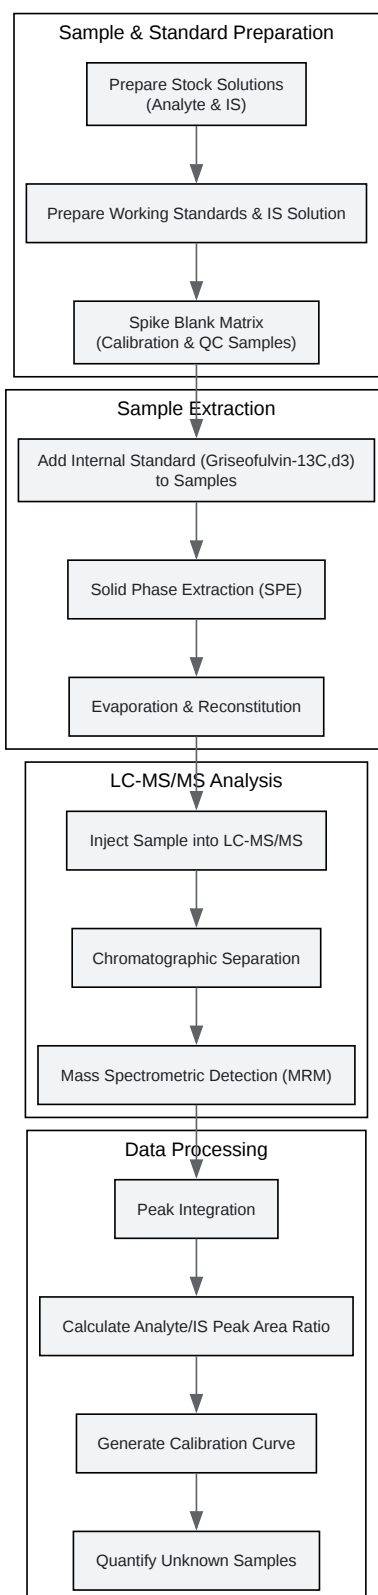 Sample & Standard Preparation
Prepare Stock Solutions
(Analyte & IS)
Prepare Working Standards & IS Solution
Spike Blank Matrix
(Calibration & QC Samples)
Sample Extraction
Add Internal Standard (Griseofulvin-13C,d3)
to Samples
Solid Phase Extraction (SPE)
Evaporation & Reconstitution
LC-MS/MS Analysis
Inject Sample into LC-MS/MS
Chromatographic Separation
Mass Spectrometric Detection (MRM)
Data Processing
Peak Integration
Calculate Analyte/IS Peak Area Ratio
Generate Calibration Curve
Quantify Unknown Samples